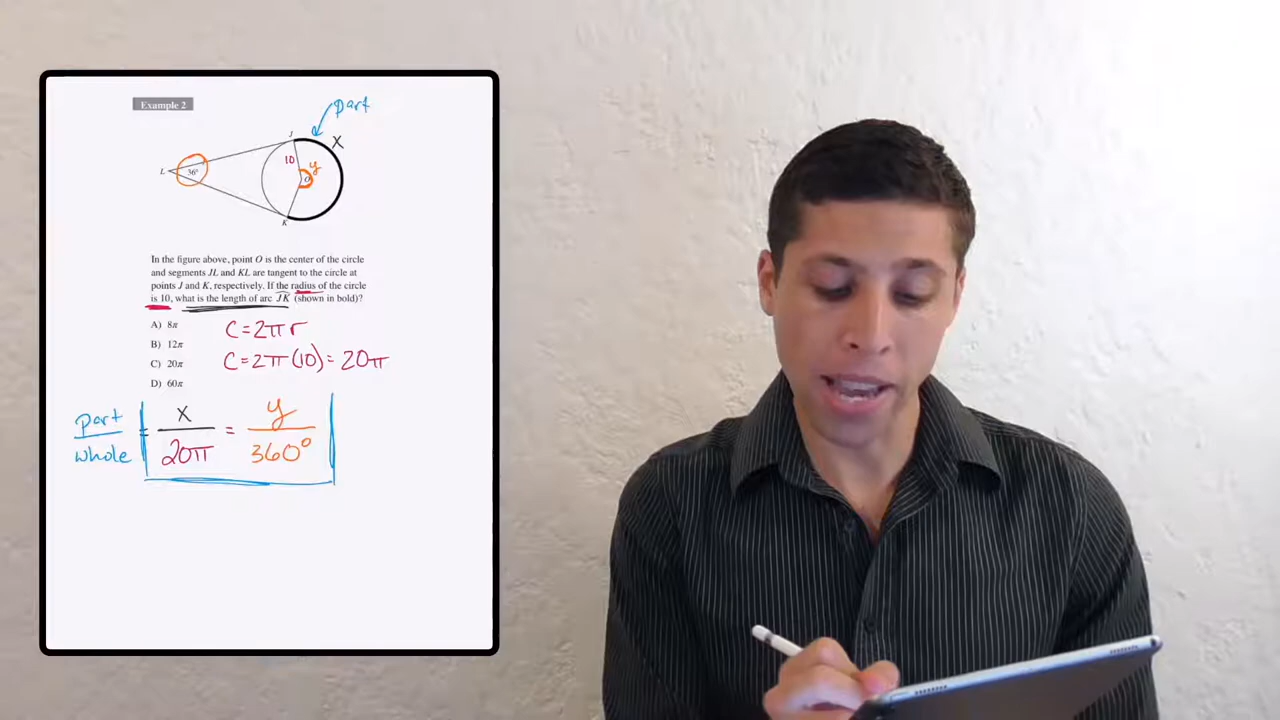 Example 2
part
J
X
10
y
L
36°
O
K
In the figure above, point O is the center of the circle
and segments JL and KL are tangent to the circle at
points J and K, respectively. If the radius of the circle
is 10, what is the length of arc JK (shown in bold)?
A) 8π
C=2πr
B) 12π
C) 20π
C=2π(10)=20π
D) 60π
part x y
= =
whole 20π 360°